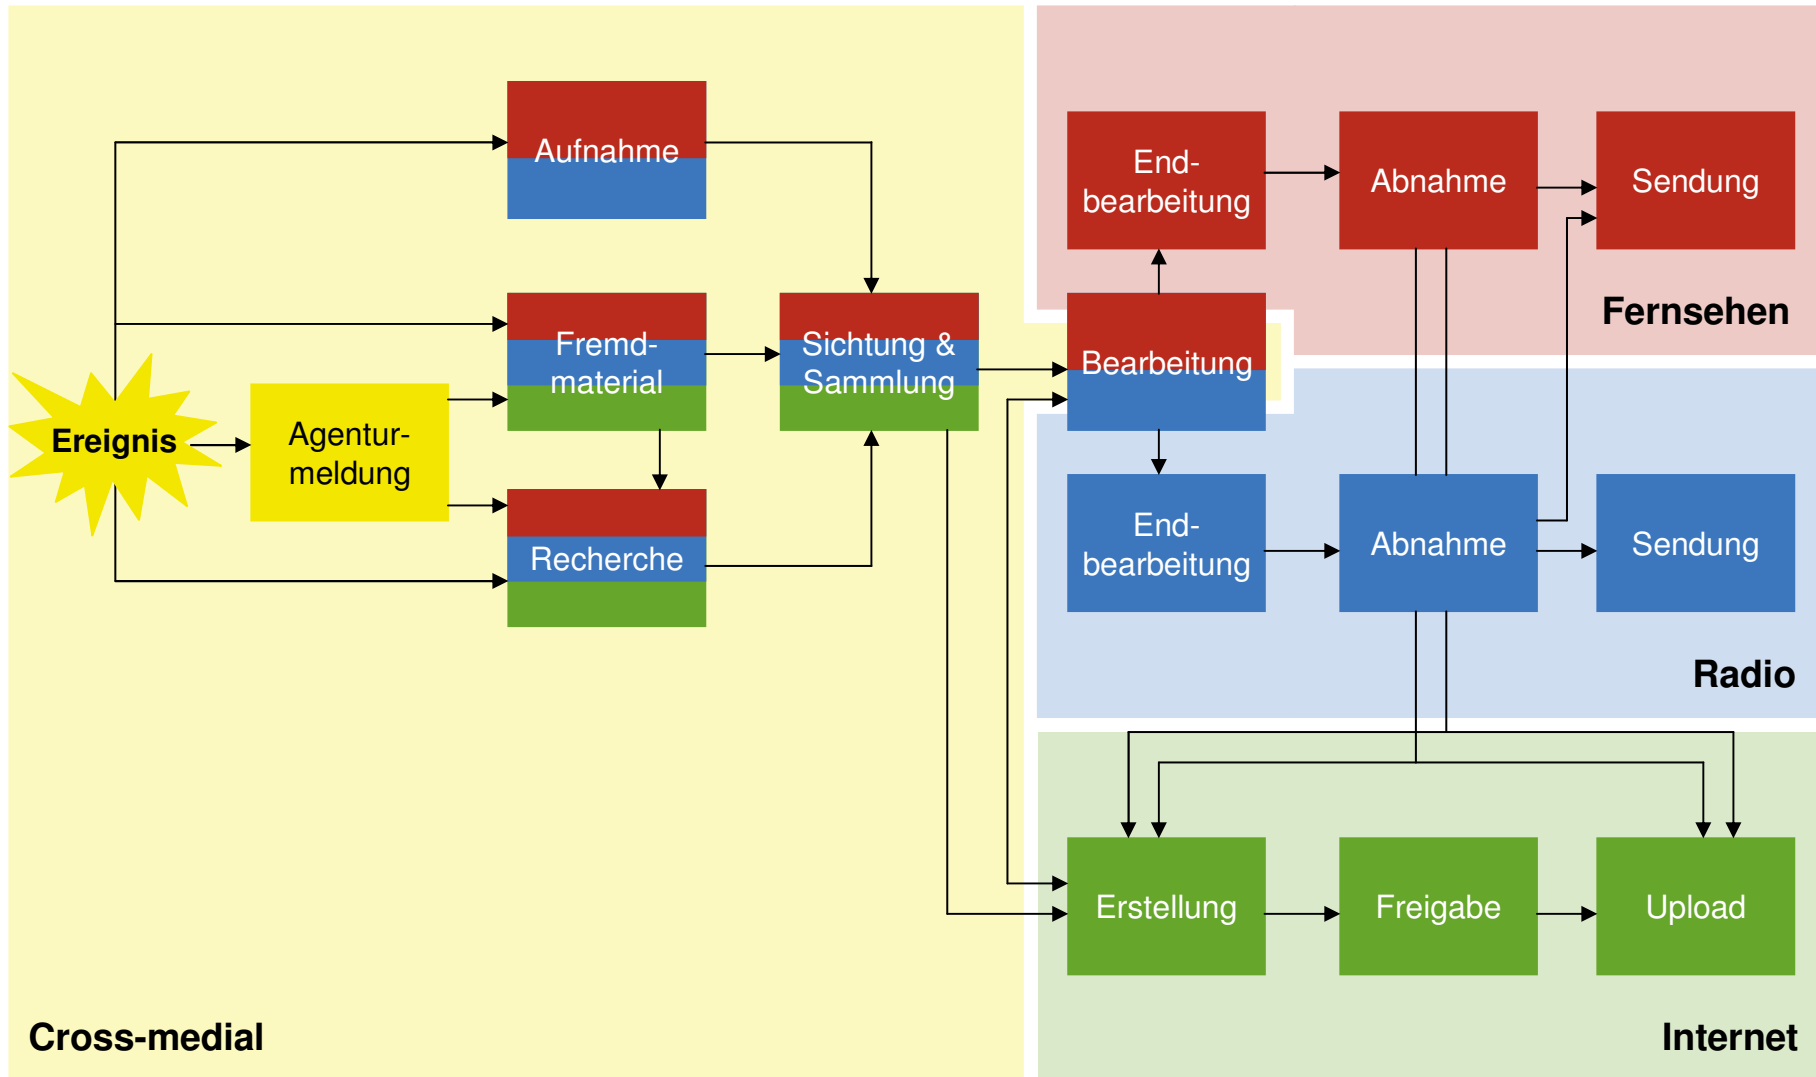 Aufnahme
End-
bearbeitung
Abnahme
Sendung
Fernsehen
Fremd-
material
Sichtung &
Sammlung
Bearbeitung
Ereignis
Agentur-
meldung
Recherche
End-
bearbeitung
Abnahme
Sendung
Radio
Erstellung
Freigabe
Upload
Cross-medial
Internet